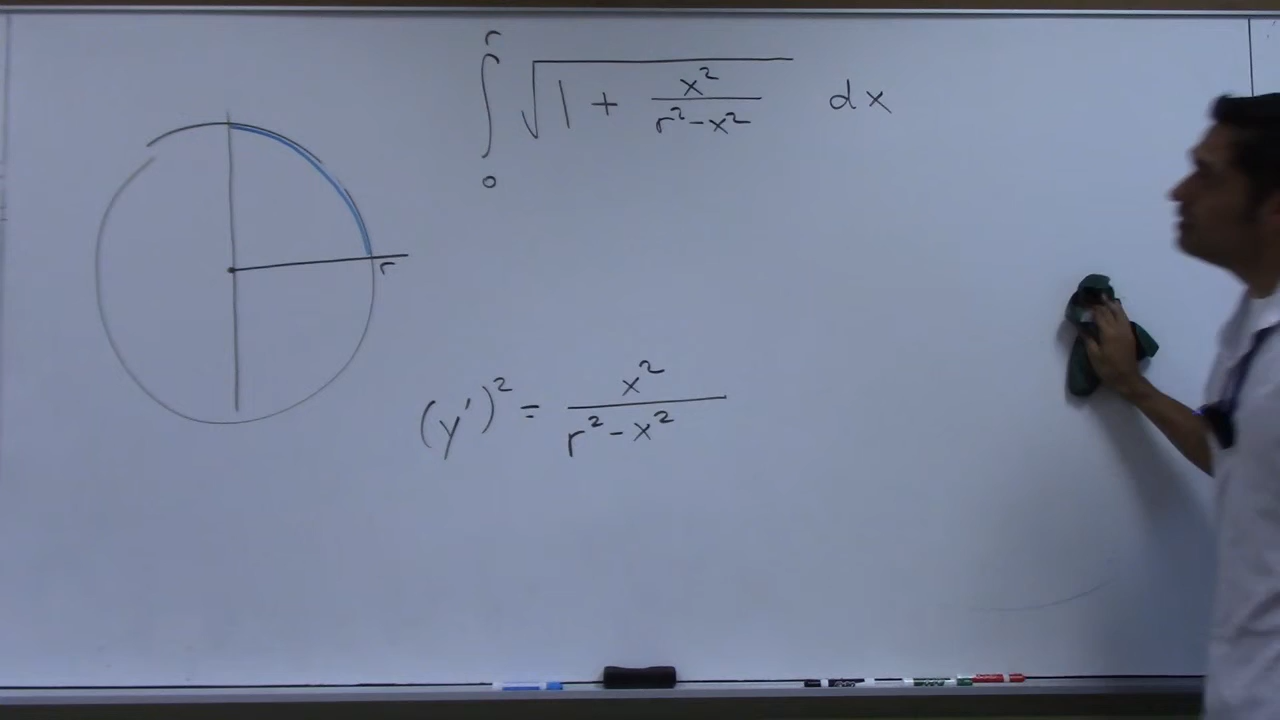 ∫₀ʳ √(1 + x²/(r²-x²)) dx
r
(y')² = x²/(r²-x²)